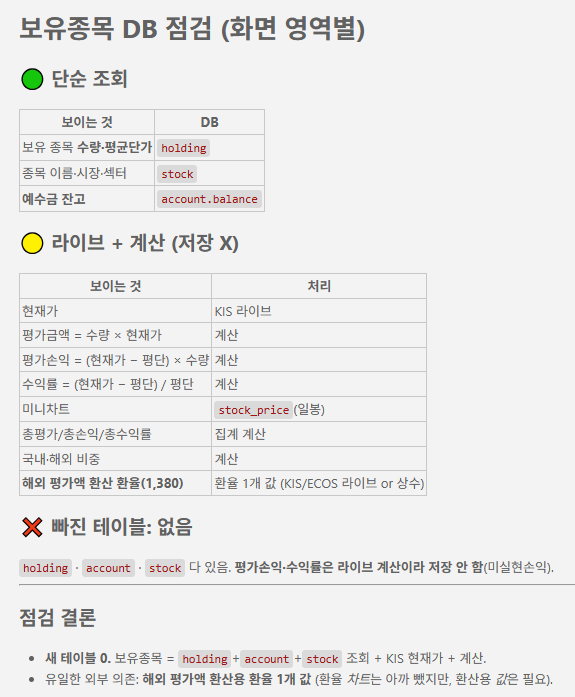 보유종목 DB 점검 (화면 영역별)
단순 조회
보이는 것 DB
보유 종목 수량·평균단가 holding
종목 이름·시장·섹터 stock
예수금 잔고 account.balance
라이브 + 계산 (저장 X)
보이는 것 처리
현재가 KIS 라이브
평가금액 = 수량 × 현재가 계산
평가손익 = (현재가 − 평단) × 수량 계산
수익률 = (현재가 − 평단) / 평단 계산
미니차트 stock_price (일봉)
총평가/총손익/총수익률 집계 계산
국내·해외 비중 계산
해외 평가액 환산 환율(1,380) 환율 1개 값 (KIS/ECOS 라이브 or 상수)
❌ 빠진 테이블: 없음
holding · account · stock 다 있음. 평가손익·수익률은 라이브 계산이라 저장 안 함(미실현손익).
점검 결론
• 새 테이블 0. 보유종목 = holding + account + stock 조회 + KIS 현재가 + 계산.
• 유일한 외부 의존: 해외 평가액 환산용 환율 1개 값 (환율 차트는 아까 뺐지만, 환산용 값은 필요).